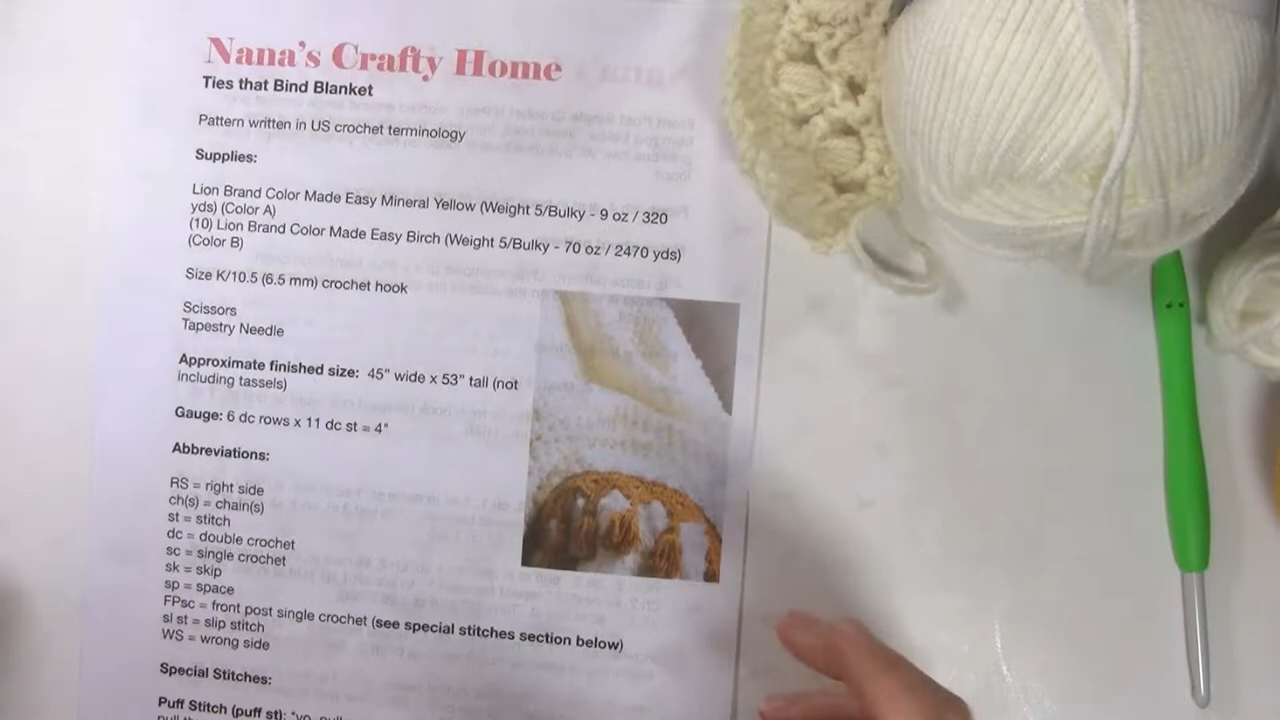 Nana's Crafty Home
Ties that Bind Blanket
Pattern written in US crochet terminology
Supplies:
Lion Brand Color Made Easy Mineral Yellow (Weight 5/Bulky - 9 oz / 320
yds) (Color A)
(10) Lion Brand Color Made Easy Birch (Weight 5/Bulky - 70 oz / 2470 yds)
(Color B)
Size K/10.5 (6.5 mm) crochet hook
Scissors
Tapestry Needle
Approximate finished size: 45" wide x 53" tall (not
including tassels)
Gauge: 6 dc rows x 11 dc st = 4"
Abbreviations:
RS = right side
ch(s) = chain(s)
st = stitch
dc = double crochet
sc = single crochet
sk = skip
sp = space
FPsc = front post single crochet (see special stitches section below)
sl st = slip stitch
WS = wrong side
Special Stitches:
Puff Stitch (puff st): "yo, pull